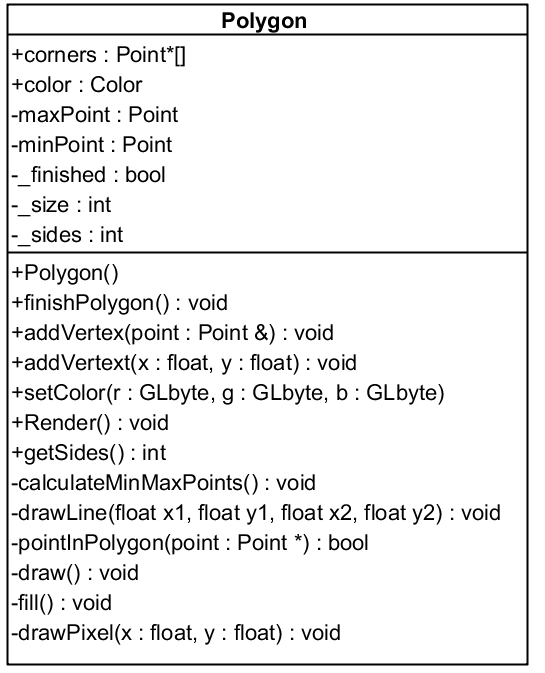 Polygon
+corners : Point*[]
+color : Color
-maxPoint : Point
-minPoint : Point
-_finished : bool
-_size : int
-_sides : int
+Polygon()
+finishPolygon() : void
+addVertex(point : Point &) : void
+addVertext(x : float, y : float) : void
+setColor(r : GLbyte, g : GLbyte, b : GLbyte)
+Render() : void
+getSides() : int
-calculateMinMaxPoints() : void
-drawLine(float x1, float y1, float x2, float y2) : void
-pointInPolygon(point : Point *) : bool
-draw() : void
-fill() : void
-drawPixel(x : float, y : float) : void